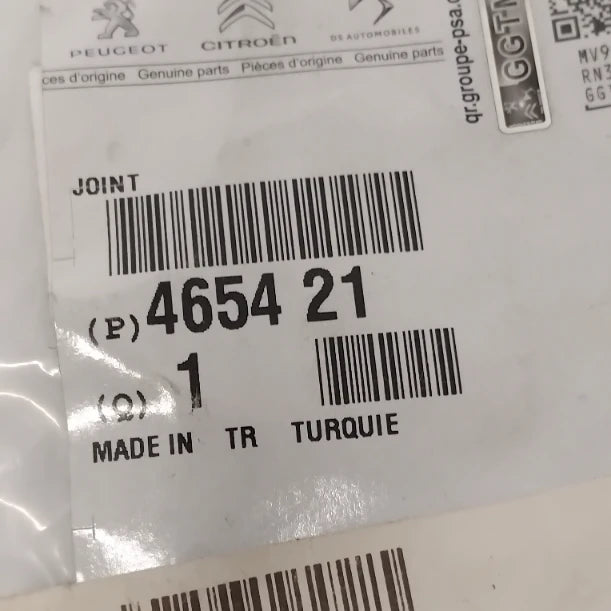 PEUGEOT CITROËN DS AUTOMOBILES
ces d'origine Genuine parts Pièces d'origine Genuine parts
qr.groupe-psa.c
GGTM
MV9
RN3
GG
JOINT
(P) 4654 21
(Q) 1
MADE IN TR TURQUIE